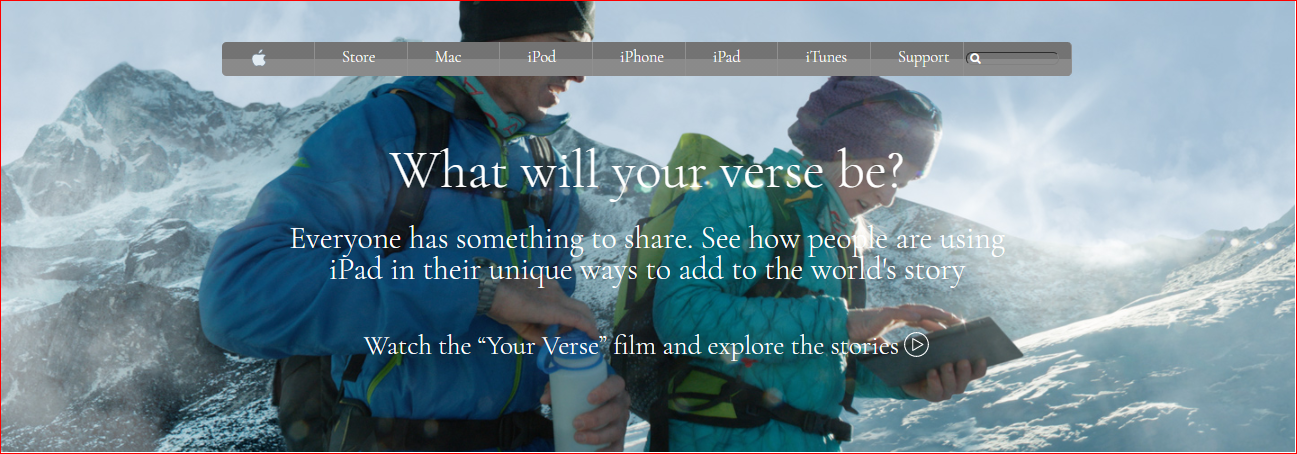 Store Mac iPod iPhone iPad iTunes Support
What will your verse be?
Everyone has something to share. See how people are using
iPad in their unique ways to add to the world's story
Watch the “Your Verse” film and explore the stories